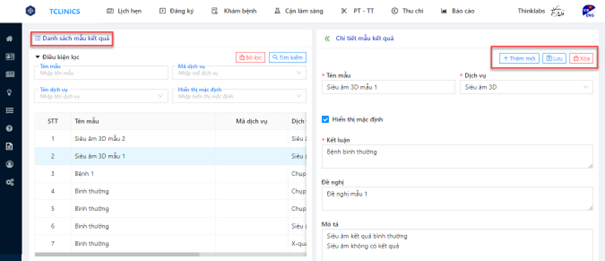 TCLINICS
Lịch hẹn
Đăng ký
Khám bệnh
Cận lâm sàng
PT - TT
Thu chi
Báo cáo
Thinklabs
ENG
Danh sách mẫu kết quả
Điều kiện lọc
Bỏ lọc
Tìm kiếm
Tên mẫu
Nhập tên mẫu
Mã dịch vụ
Nhập mã dịch vụ
Tên dịch vụ
Nhập tên dịch vụ
Hiển thị mặc định
Nhập hiển thị mặc định
STT Tên mẫu Mã dịch vụ Dịch
1 Siêu âm 3D mẫu 2 Siêu
2 Siêu âm 3D mẫu 1 Siêu
3 Bệnh 1 Chụp
4 Bình thường Chụp
5 Bình thường Chụp
6 Bình thường Siêu
7 Bình thường X-qu
Chi tiết mẫu kết quả
+ Thêm mới
Lưu
Xóa
* Tên mẫu
Siêu âm 3D mẫu 1
* Dịch vụ
Siêu âm 3D
Hiển thị mặc định
* Kết luận
Bệnh bình thường
Đề nghị
Đề nghị mẫu 1
Mô tả
Siêu âm kết quả bình thường
Siêu âm không có kết quả